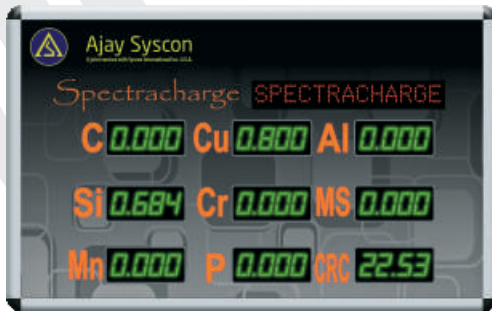 Ajay Syscon
Spectracharge SPECTRACHARGE
C 0.000 Cu 0.800 Al 0.000
Si 0.684 Cr 0.000 MS 0.000
Mn 0.000 P 0.000 CRC 22.53